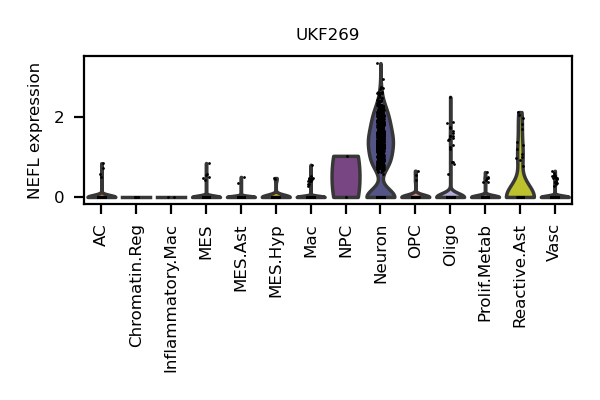 UKF269
NEFL expression
2
0
AC
Chromatin.Reg
Inflammatory.Mac
MES
MES.Ast
MES.Hyp
Mac
NPC
Neuron
OPC
Oligo
Prolif.Metab
Reactive.Ast
Vasc